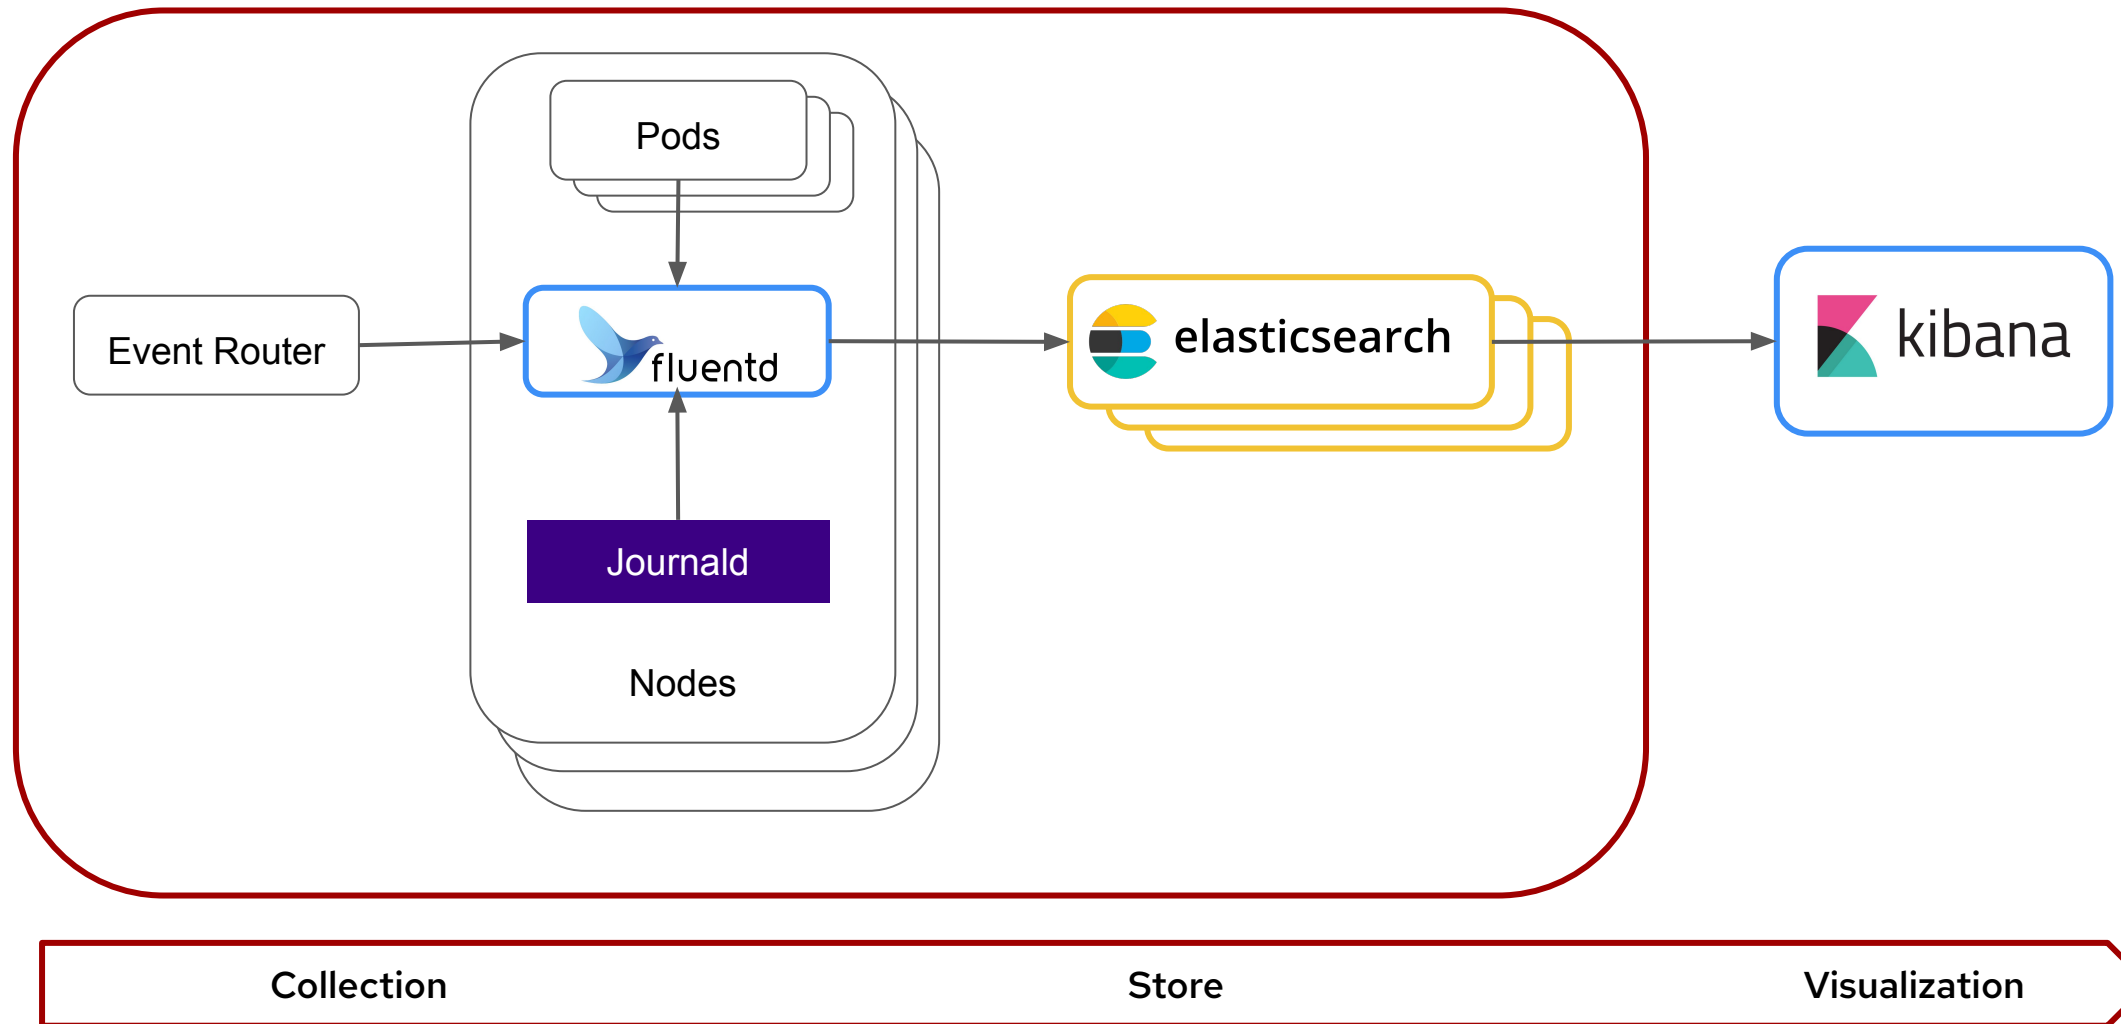 Pods
Event Router
fluentd
elasticsearch
kibana
Journald
Nodes
Collection
Store
Visualization